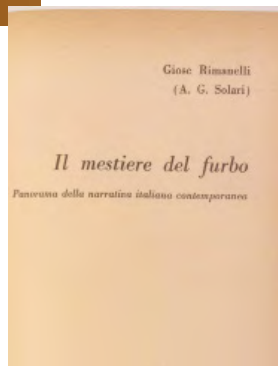 Giose Rimanelli
(A. G. Solari)
Il mestiere del furbo
Panorama della narrativa italiana contemporanea